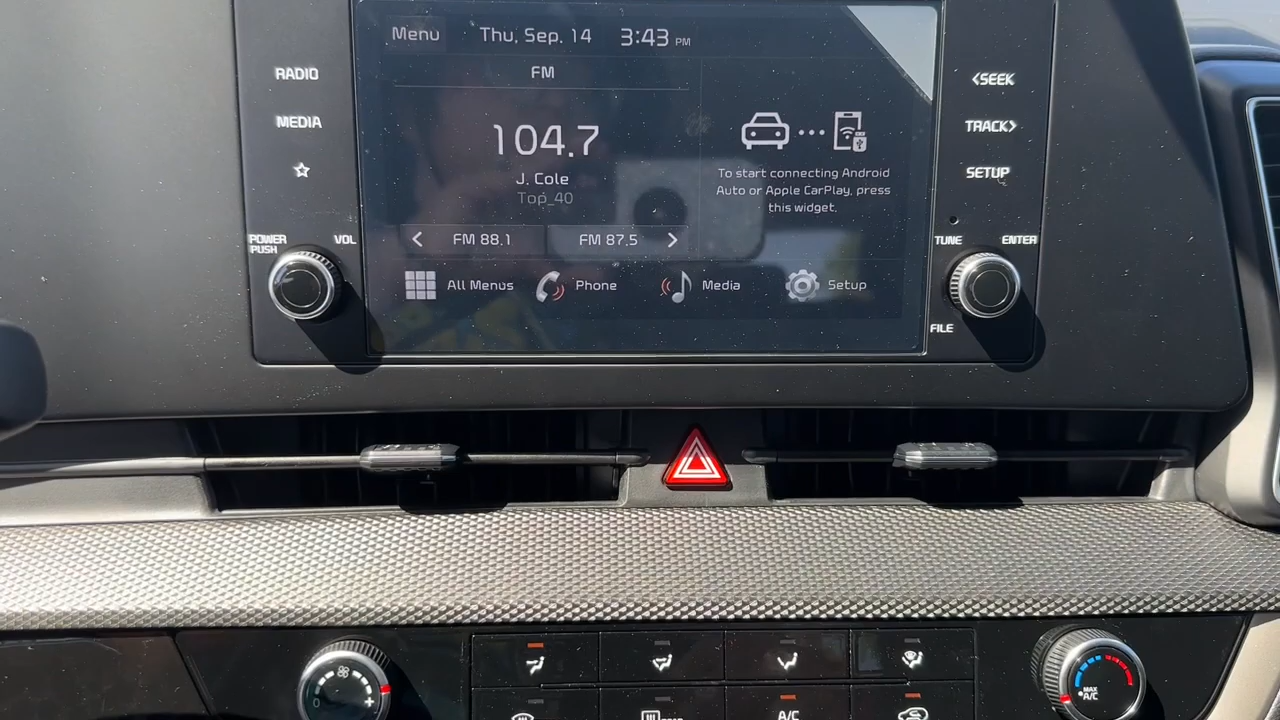 Menu Thu, Sep. 14 3:43 PM
RADIO
FM
<SEEK
MEDIA
104.7
TRACK>
J. Cole
To start connecting Android
Auto or Apple CarPlay, press
this widget.
SETUP
Top_40
POWER
PUSH
VOL
FM 88.1
FM 87.5
TUNE
ENTER
All Menus
Phone
Media
Setup
FILE
0
+
MAX
A/C
A/C